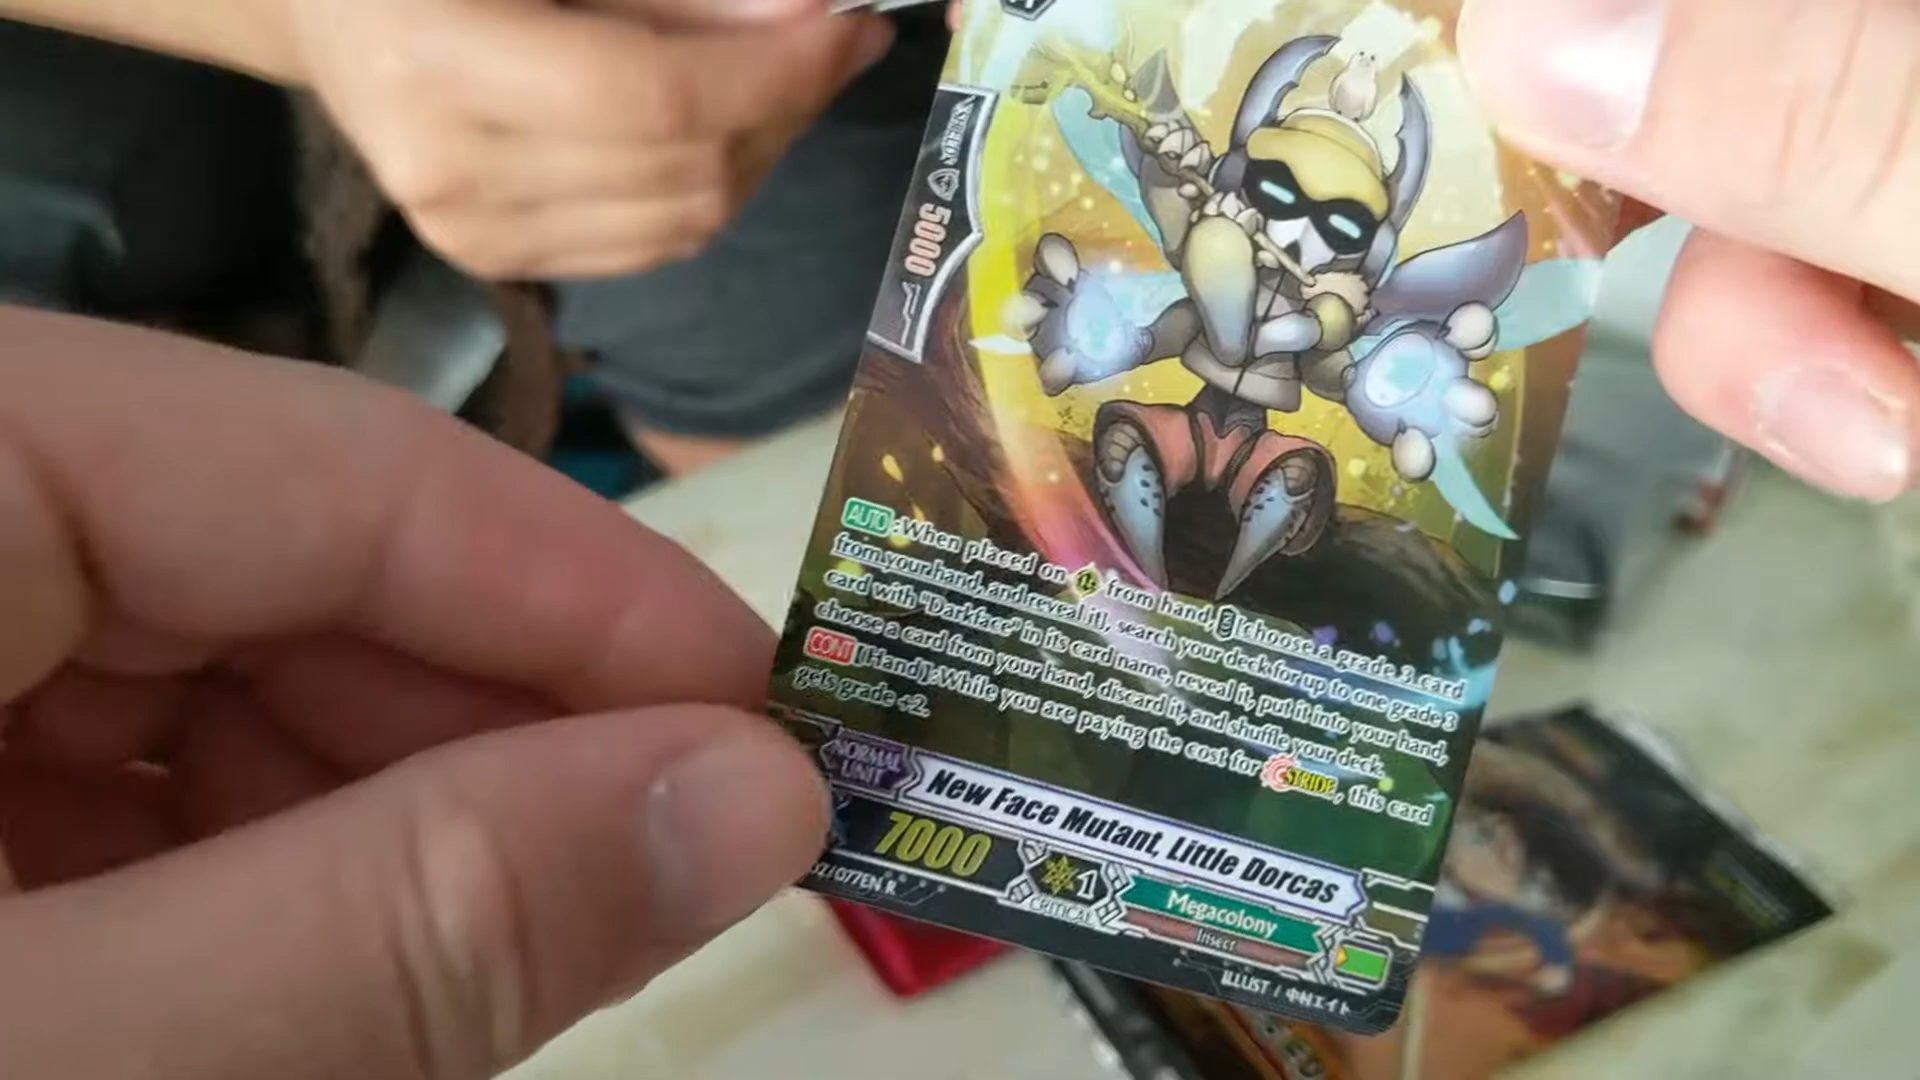 SHIELD
5000
AUTO:When placed on from hand, [choose a grade 3 card
from your hand, and reveal it], search your deck for up to one grade 3
card with "Darkface" in its card name, reveal it, put it into your hand,
choose a card from your hand, discard it, and shuffle your deck.
CONT [Hand]:While you are paying the cost for STRIDE, this card
gets grade +2.
NORMAL
UNIT
New Face Mutant, Little Dorcas
7000
1
CRITICAL
Megacolony
Insect
077EN R
ILLUST / 中村エイト